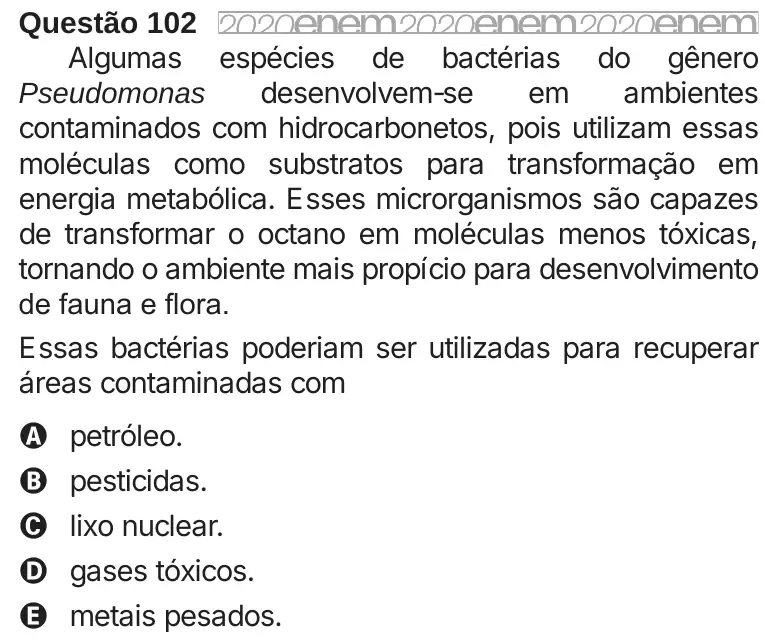 Questão 102 2020enem2020enem2020enem
Algumas espécies de bactérias do gênero
Pseudomonas desenvolvem-se em ambientes
contaminados com hidrocarbonetos, pois utilizam essas
moléculas como substratos para transformação em
energia metabólica. Esses microrganismos são capazes
de transformar o octano em moléculas menos tóxicas,
tornando o ambiente mais propício para desenvolvimento
de fauna e flora.
Essas bactérias poderiam ser utilizadas para recuperar
áreas contaminadas com
A petróleo.
B pesticidas.
C lixo nuclear.
D gases tóxicos.
E metais pesados.